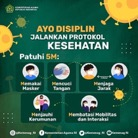 AYO DISIPLIN
JALANKAN PROTOKOL
KESEHATAN
Patuhi 5M:
Memakai
Masker
Mencuci
Tangan
Menjaga
Jarak
Menjauhi
Kerumunan
Membatasi Mobilitas
dan Interaksi